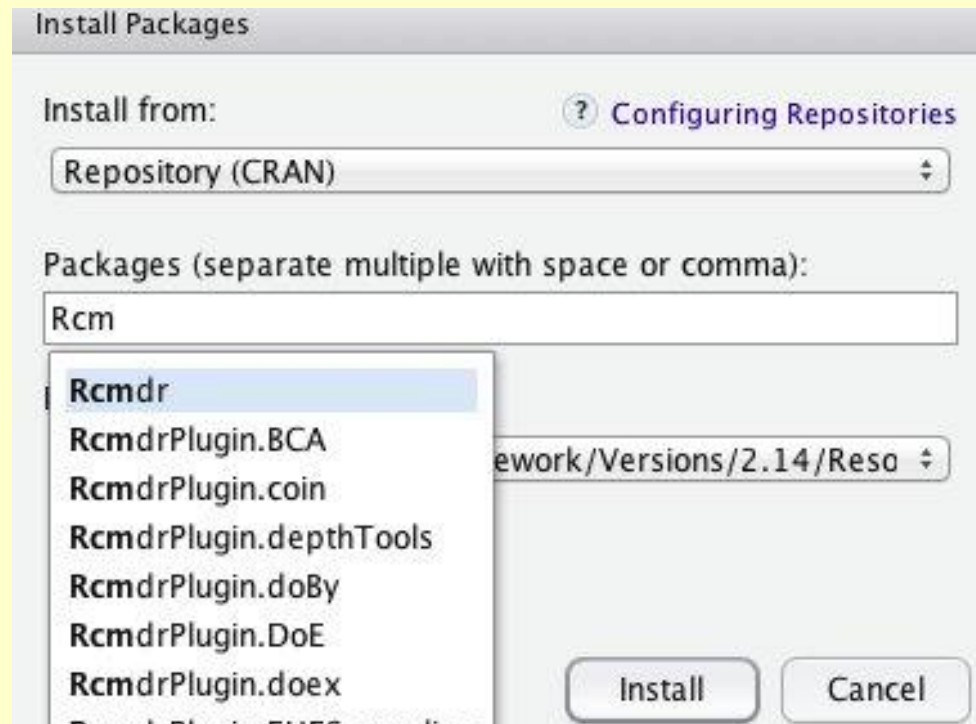 Install Packages
Install from:
? Configuring Repositories
Repository (CRAN)
Packages (separate multiple with space or comma):
Rcm
Rcmdr
RcmdrPlugin.BCA
ework/Versions/2.14/Reso
RcmdrPlugin.coin
RcmdrPlugin.depthTools
RcmdrPlugin.doBy
RcmdrPlugin.DoE
RcmdrPlugin.doex
Install
Cancel